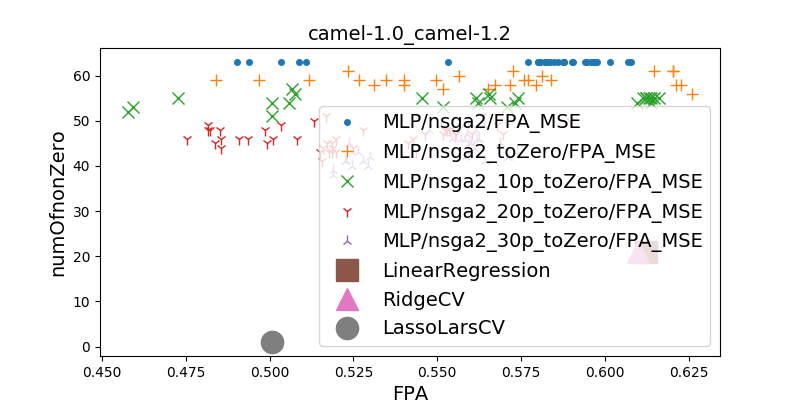 camel-1.0_camel-1.2
numOfnonZero
60
50
40
30
20
10
0
MLP/nsga2/FPA_MSE
MLP/nsga2_toZero/FPA_MSE
MLP/nsga2_10p_toZero/FPA_MSE
MLP/nsga2_20p_toZero/FPA_MSE
MLP/nsga2_30p_toZero/FPA_MSE
LinearRegression
RidgeCV
LassoLarsCV
0.450 0.475 0.500 0.525 0.550 0.575 0.600 0.625
FPA